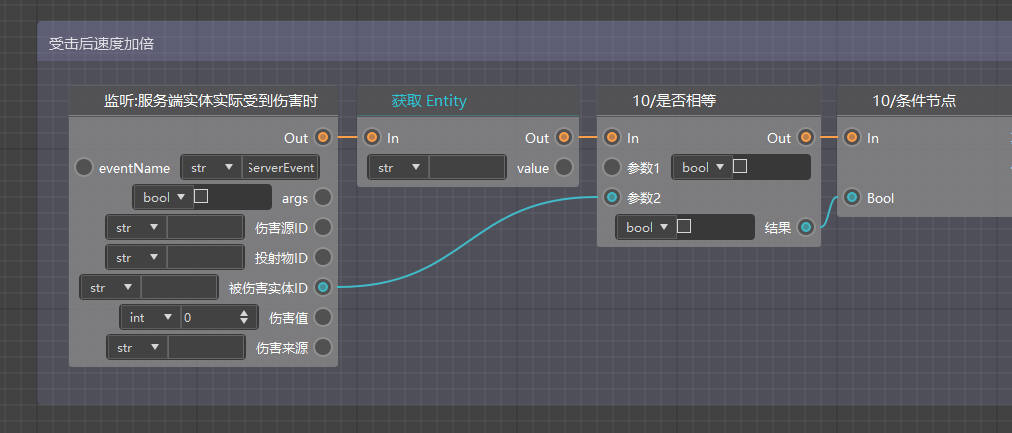 受击后速度加倍
监听:服务端实体实际受到伤害时
Out
eventName str ServerEvent
bool args
str 伤害源ID
str 投射物ID
str 被伤害实体ID
int 0 伤害值
str 伤害来源
获取 Entity
In Out
str value
10/是否相等
In Out
参数1 bool
参数2
bool 结果
10/条件节点
In
Bool